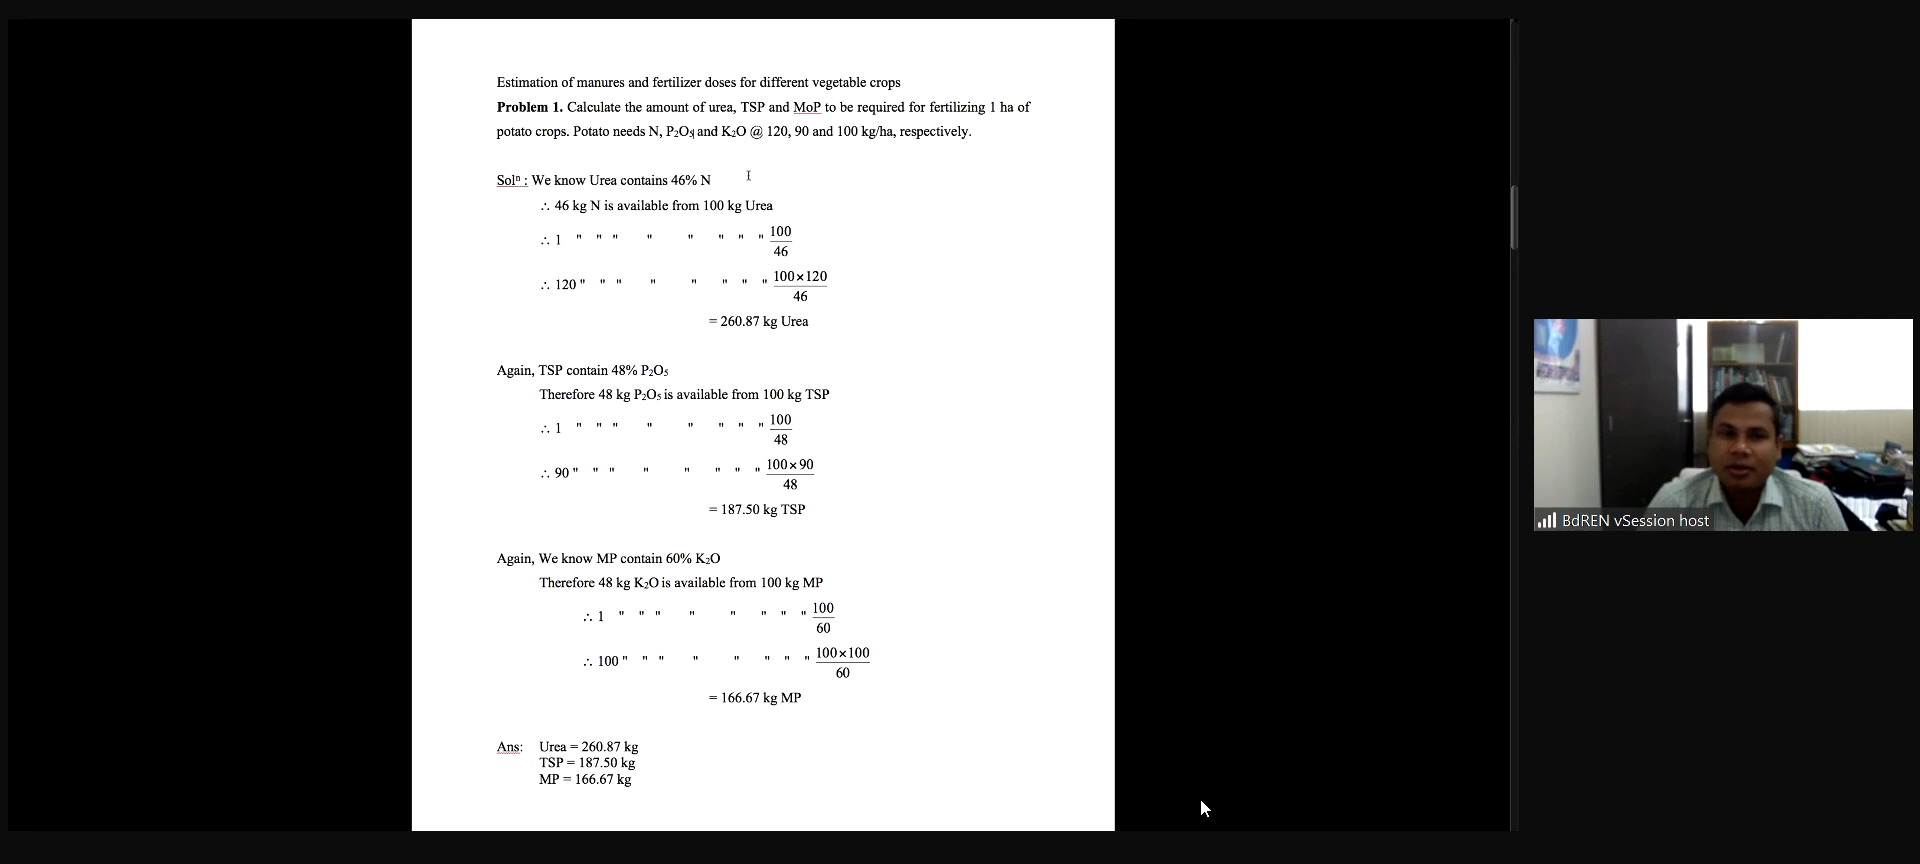 Estimation of manures and fertilizer doses for different vegetable crops
Problem 1. Calculate the amount of urea, TSP and MoP to be required for fertilizing 1 ha of
potato crops. Potato needs N, P₂O₅ and K₂O @ 120, 90 and 100 kg/ha, respectively.
Solⁿ : We know Urea contains 46% N
∴ 46 kg N is available from 100 kg Urea
∴ 1 " " " " " " " " 100/46
∴ 120 " " " " " " " " 100×120/46
= 260.87 kg Urea
Again, TSP contain 48% P₂O₅
Therefore 48 kg P₂O₅ is available from 100 kg TSP
∴ 1 " " " " " " " " 100/48
∴ 90 " " " " " " " " 100×90/48
= 187.50 kg TSP
Again, We know MP contain 60% K₂O
Therefore 48 kg K₂O is available from 100 kg MP
∴ 1 " " " " " " " " 100/60
∴ 100 " " " " " " " " 100×100/60
= 166.67 kg MP
Ans: Urea = 260.87 kg
TSP = 187.50 kg
MP = 166.67 kg
BdREN vSession host